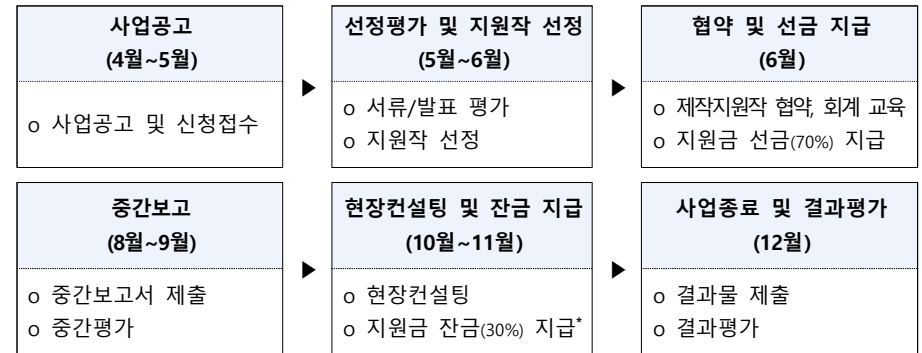 사업공고
(4월~5월)
o 사업공고 및 신청접수
▶
선정평가 및 지원작 선정
(5월~6월)
o 서류/발표 평가
o 지원작 선정
▶
협약 및 선금 지급
(6월)
o 제작지원작 협약, 회계 교육
o 지원금 선금(70%) 지급
중간보고
(8월~9월)
o 중간보고서 제출
o 중간평가
▶
현장컨설팅 및 잔금 지급
(10월~11월)
o 현장컨설팅
o 지원금 잔금(30%) 지급*
▶
사업종료 및 결과평가
(12월)
o 결과물 제출
o 결과평가